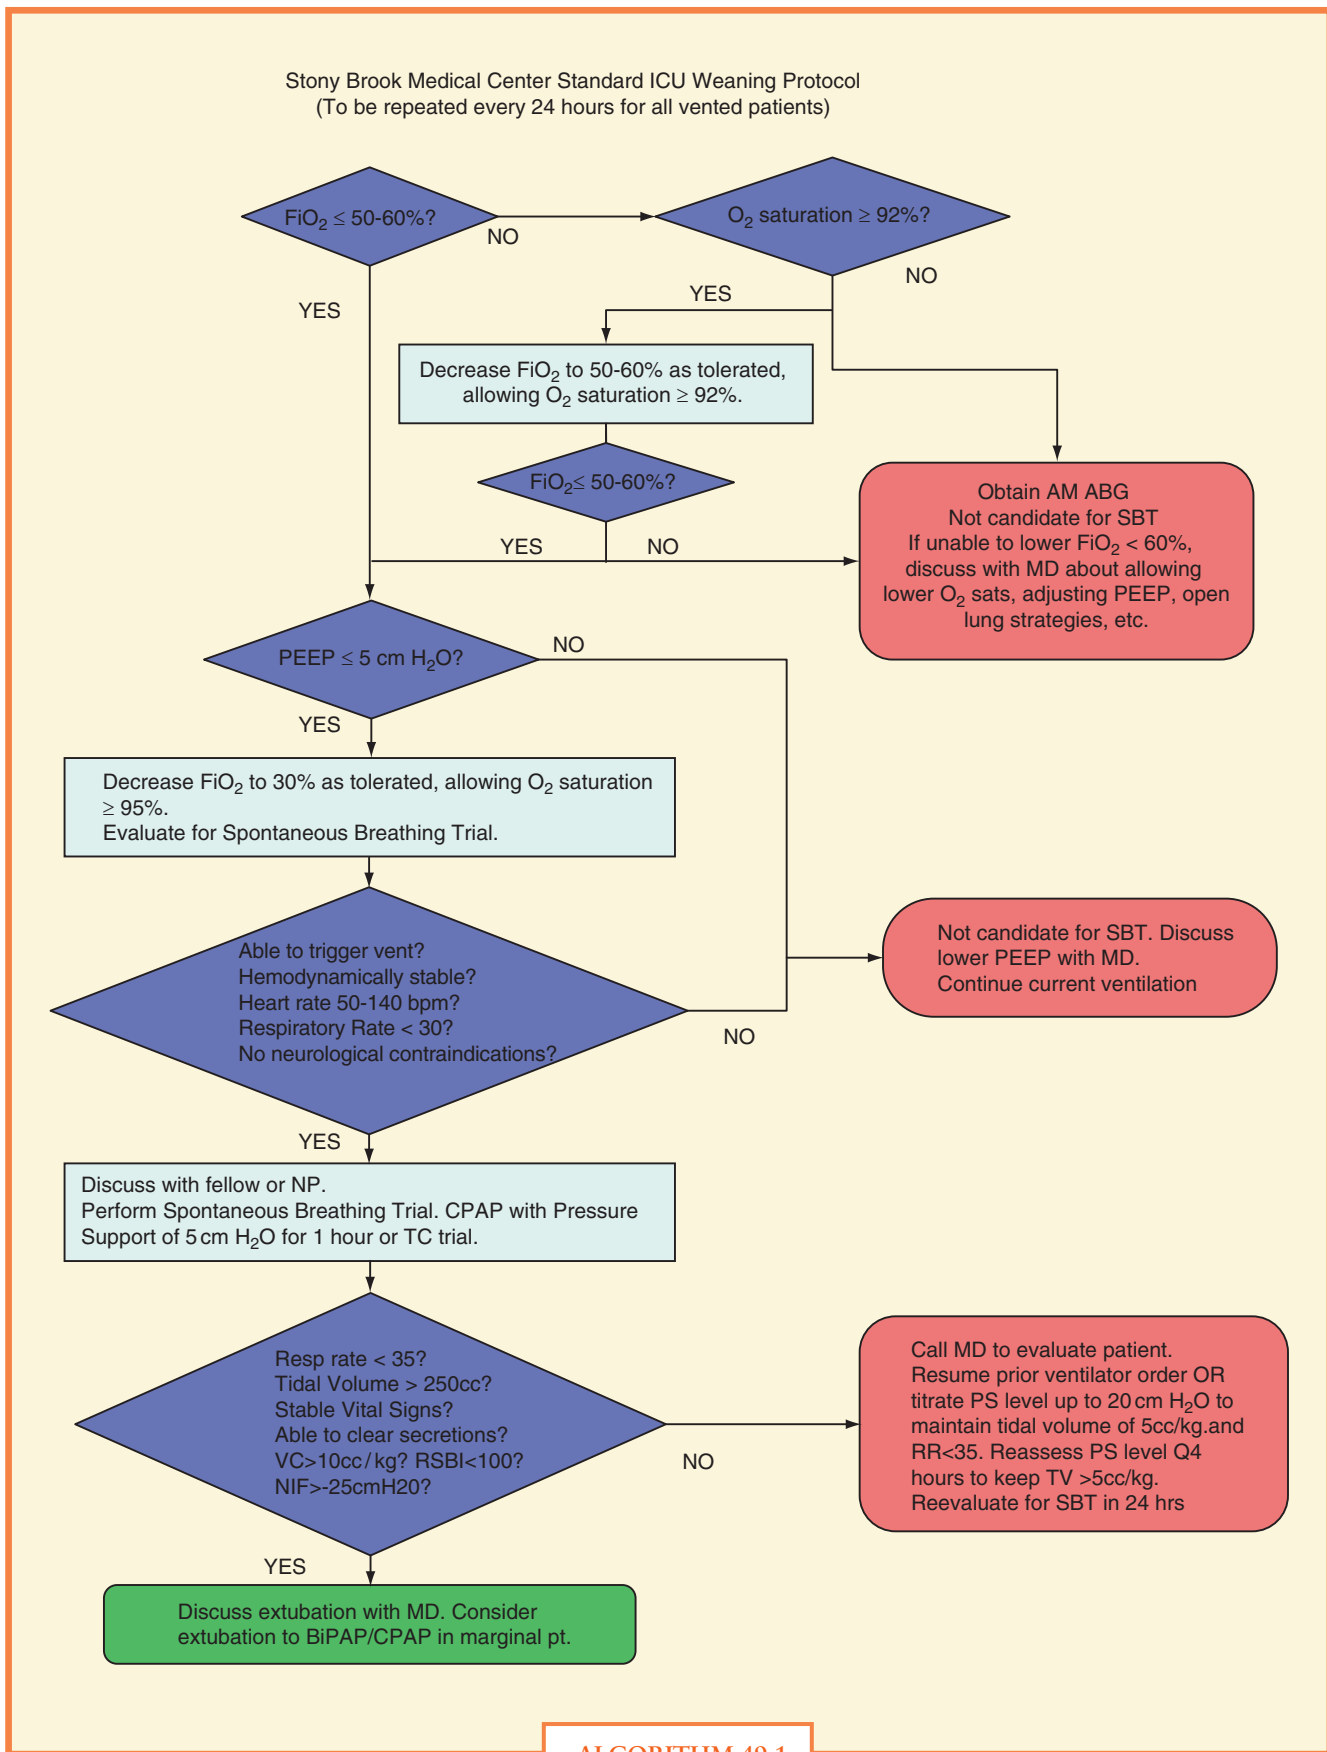 Stony Brook Medical Center Standard ICU Weaning Protocol
(To be repeated every 24 hours for all vented patients)
FiO₂ ≤ 50-60%?
NO
O₂ saturation ≥ 92%?
NO
YES
YES
Decrease FiO₂ to 50-60% as tolerated,
allowing O₂ saturation ≥ 92%.
FiO₂≤ 50-60%?
YES
NO
Obtain AM ABG
Not candidate for SBT
If unable to lower FiO₂ < 60%,
discuss with MD about allowing
lower O₂ sats, adjusting PEEP, open
lung strategies, etc.
PEEP ≤ 5 cm H₂O?
NO
YES
Decrease FiO₂ to 30% as tolerated, allowing O₂ saturation
≥ 95%.
Evaluate for Spontaneous Breathing Trial.
Able to trigger vent?
Hemodynamically stable?
Heart rate 50-140 bpm?
Respiratory Rate < 30?
No neurological contraindications?
NO
Not candidate for SBT. Discuss
lower PEEP with MD.
Continue current ventilation
YES
Discuss with fellow or NP.
Perform Spontaneous Breathing Trial. CPAP with Pressure
Support of 5 cm H₂O for 1 hour or TC trial.
Resp rate < 35?
Tidal Volume > 250cc?
Stable Vital Signs?
Able to clear secretions?
VC>10cc/kg? RSBI<100?
NIF>-25cmH20?
NO
Call MD to evaluate patient.
Resume prior ventilator order OR
titrate PS level up to 20 cm H₂O to
maintain tidal volume of 5cc/kg.and
RR<35. Reassess PS level Q4
hours to keep TV >5cc/kg.
Reevaluate for SBT in 24 hrs
YES
Discuss extubation with MD. Consider
extubation to BiPAP/CPAP in marginal pt.
ALGORITHM 49.1